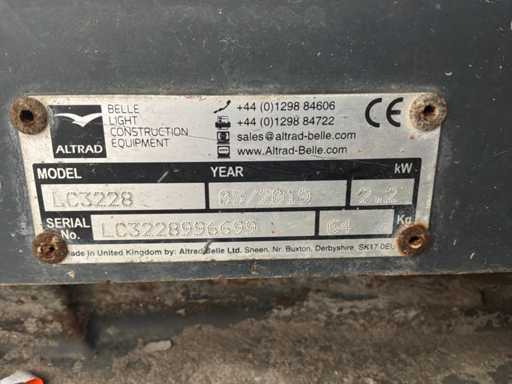 ALTRAD
BELLE
LIGHT
CONSTRUCTION
EQUIPMENT
+44 (0)1298 84606
+44 (0)1298 84722
sales@altrad-belle.com
www.Altrad-Belle.com
CE
MODEL YEAR kW
LC3228 2.2
SERIAL No. LC3228996699 Kg
Made in United Kingdom by: Altrad-Belle Ltd. Sheen, Nr. Buxton, Derbyshire, SK17 0EU